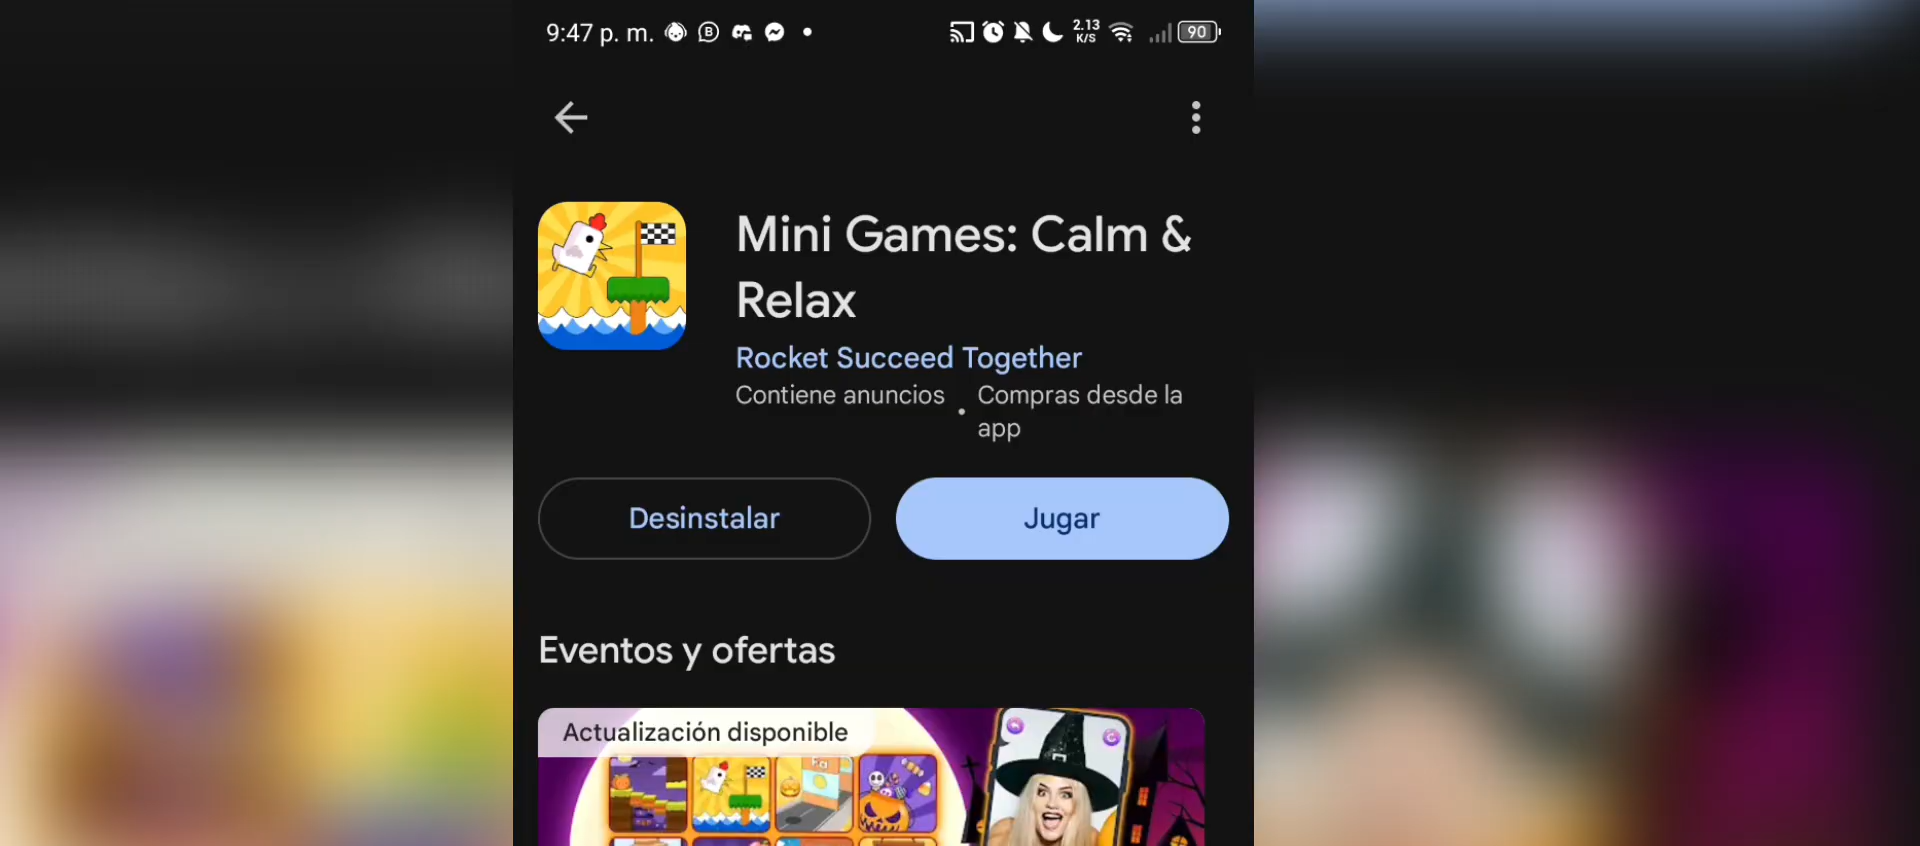 9:47 p. m.
2.13
K/S
90
Mini Games: Calm &
Relax
Rocket Succeed Together
Contiene anuncios • Compras desde la
app
Desinstalar
Jugar
Eventos y ofertas
Actualización disponible